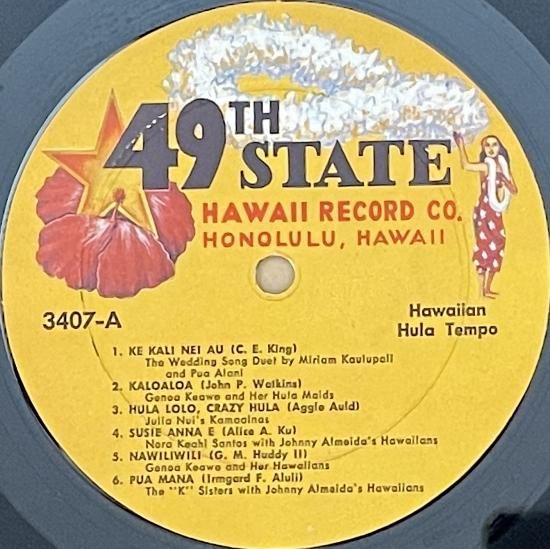 49TH
STATE
HAWAII RECORD CO.
HONOLULU, HAWAII
3407-A
Hawaiian
Hula Tempo
1. KE KALI NEI AU (C. E. King)
The Wedding Song Duet by Miriam Kaulupali
and Pua Alani
2. KALOALOA (John P. Watkins)
Genoa Keawe and Her Hula Maids
3. HULA LOLO, CRAZY HULA (Aggie Auld)
Julia Nui's Kamaainas
4. SUSIE ANNA E (Alice A. Ku)
Nora Keahi Santos with Johnny Almeida's Hawaiians
5. NAWILIWILI (G. M. Huddy II)
Genoa Keawe and Her Hawaiians
6. PUA MANA (Irmgard F. Aluli)
The "K" Sisters with Johnny Almeida's Hawaiians